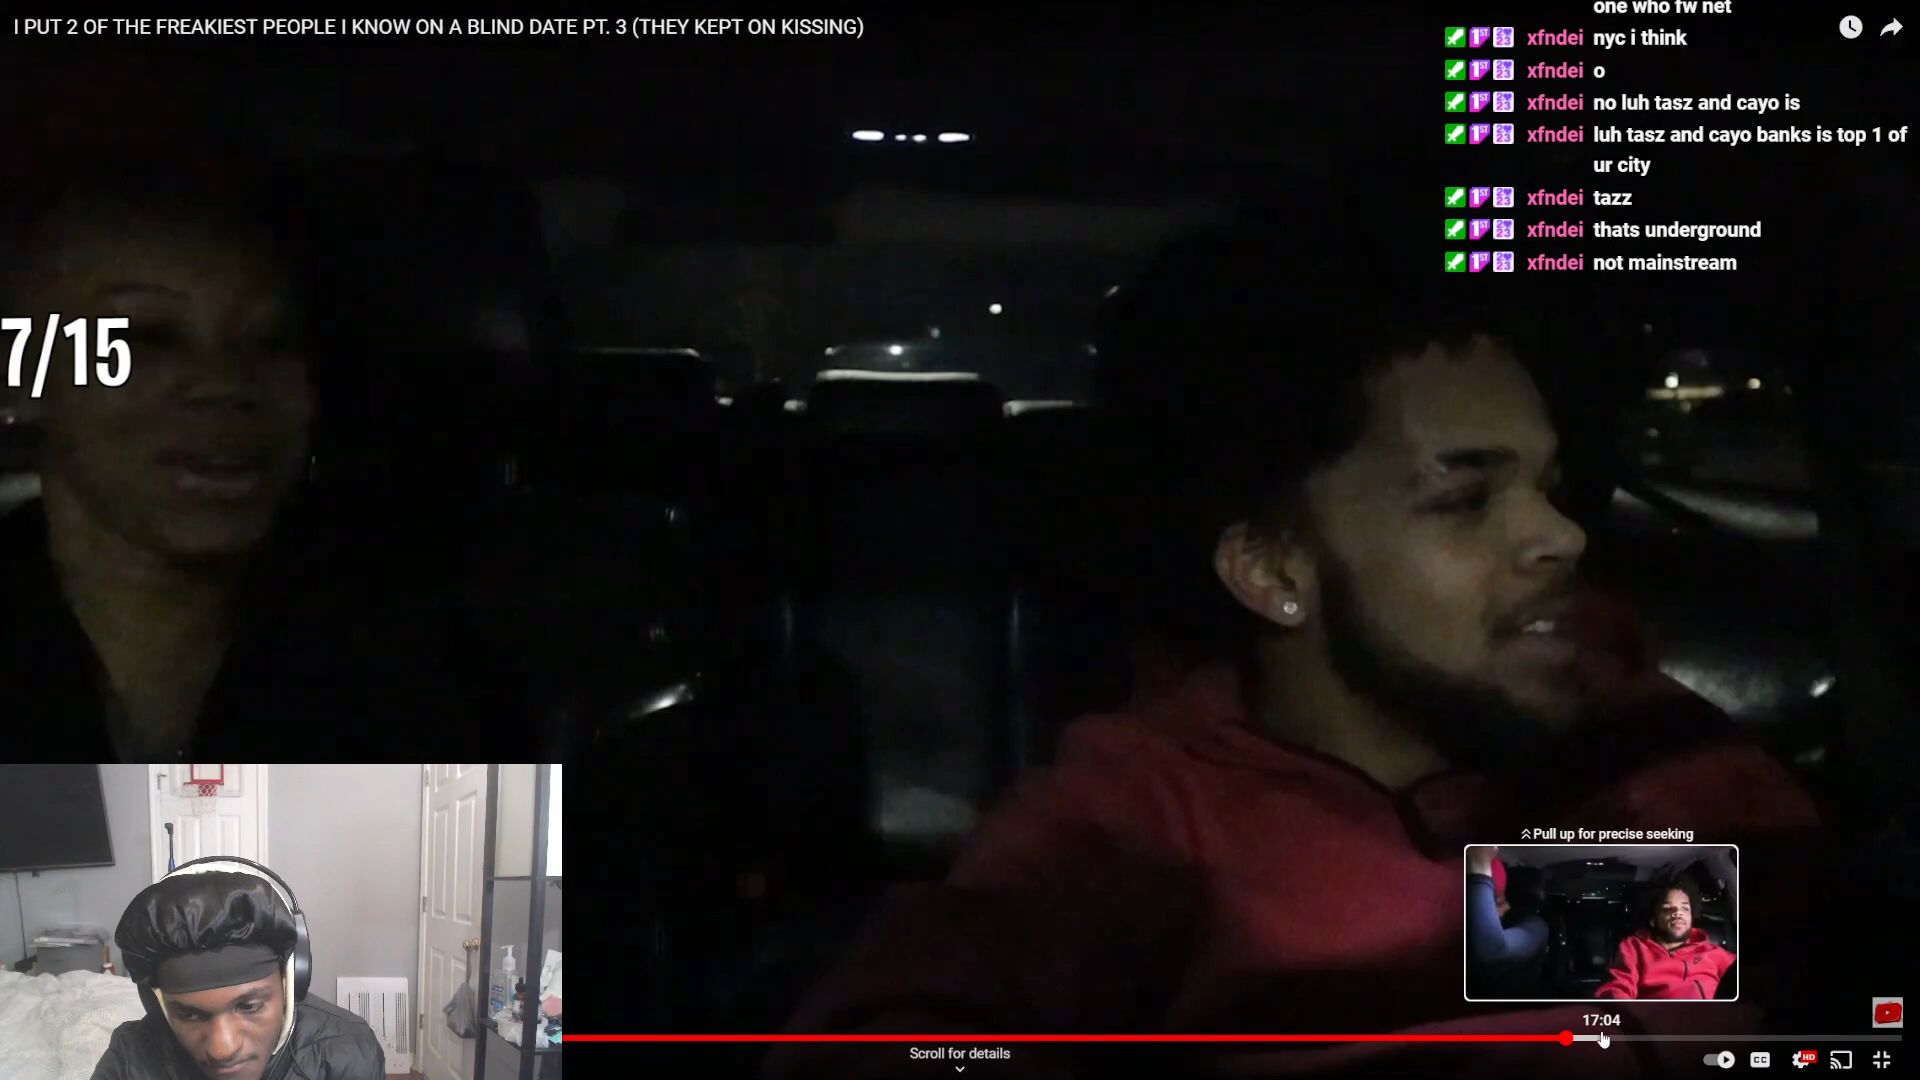 I PUT 2 OF THE FREAKIEST PEOPLE I KNOW ON A BLIND DATE PT. 3 (THEY KEPT ON KISSING)
one who fw net
xfndei nyc i think
xfndei o
xfndei no luh tasz and cayo is
xfndei luh tasz and cayo banks is top 1 of
ur city
xfndei tazz
xfndei thats underground
xfndei not mainstream
7/15
Pull up for precise seeking
17:04
Scroll for details
CC
HD